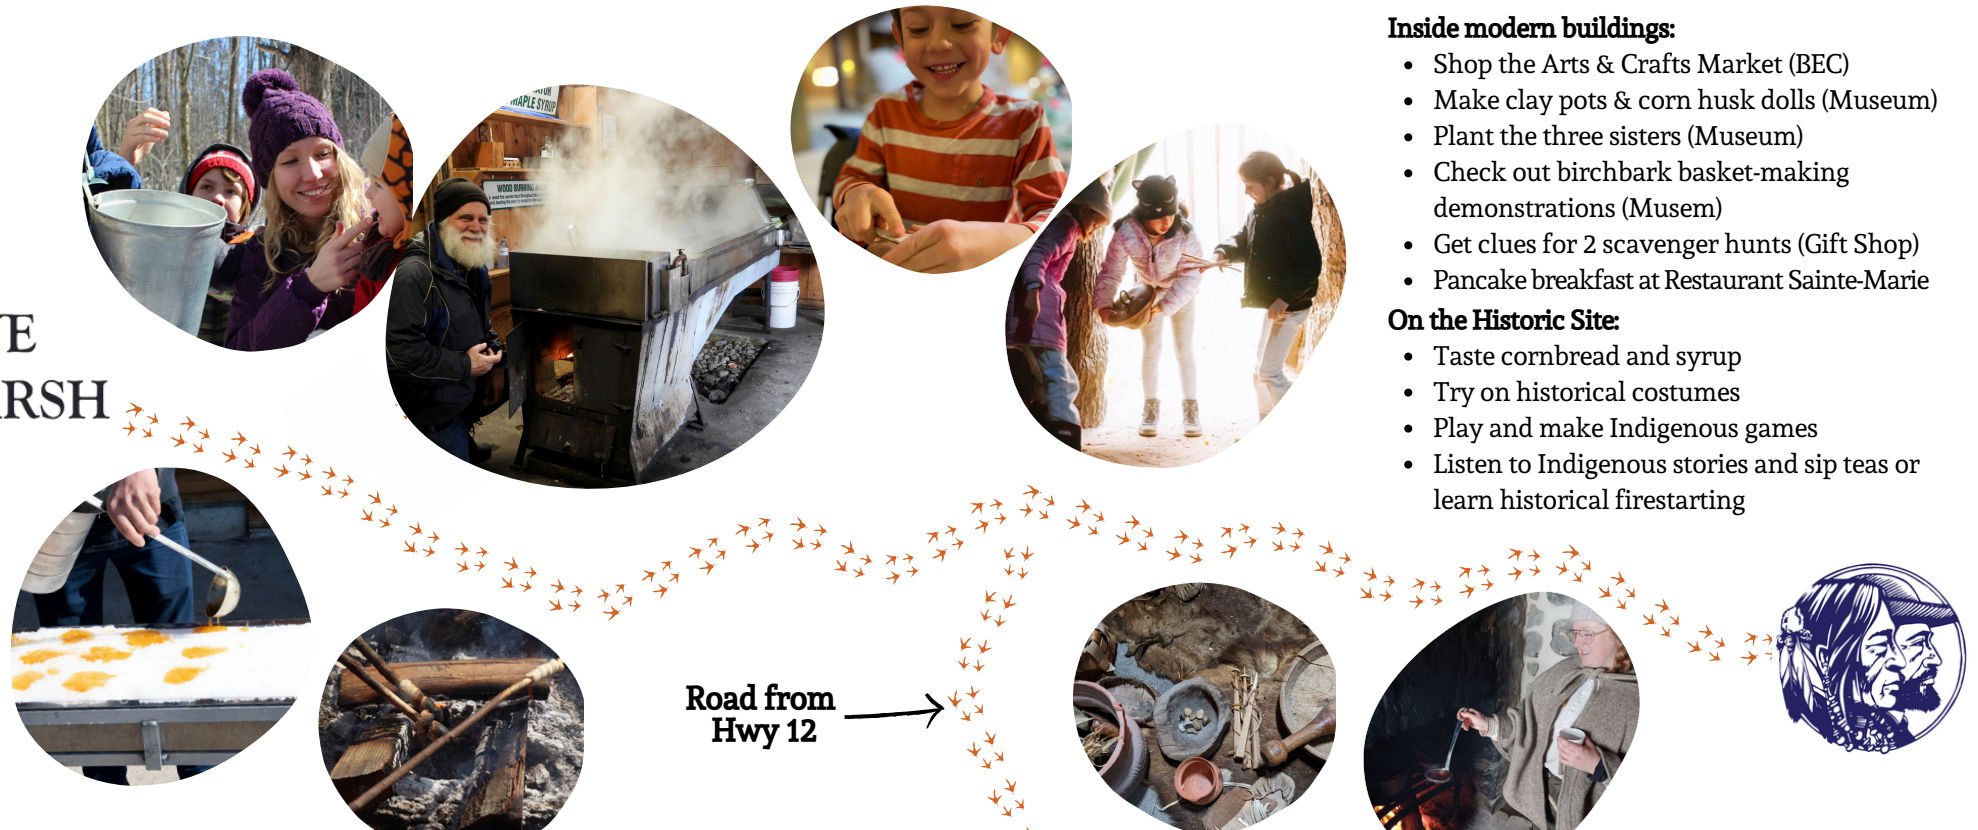 Inside modern buildings:
• Shop the Arts & Crafts Market (BEC)
• Make clay pots & corn husk dolls (Museum)
• Plant the three sisters (Museum)
• Check out birchbark basket-making
demonstrations (Musem)
• Get clues for 2 scavenger hunts (Gift Shop)
• Pancake breakfast at Restaurant Sainte-Marie
On the Historic Site:
• Taste cornbread and syrup
• Try on historical costumes
• Play and make Indigenous games
• Listen to Indigenous stories and sip teas or
learn historical firestarting
MAPLE SYRUP
WOOD BURNING
E
RSH
Road from
Hwy 12